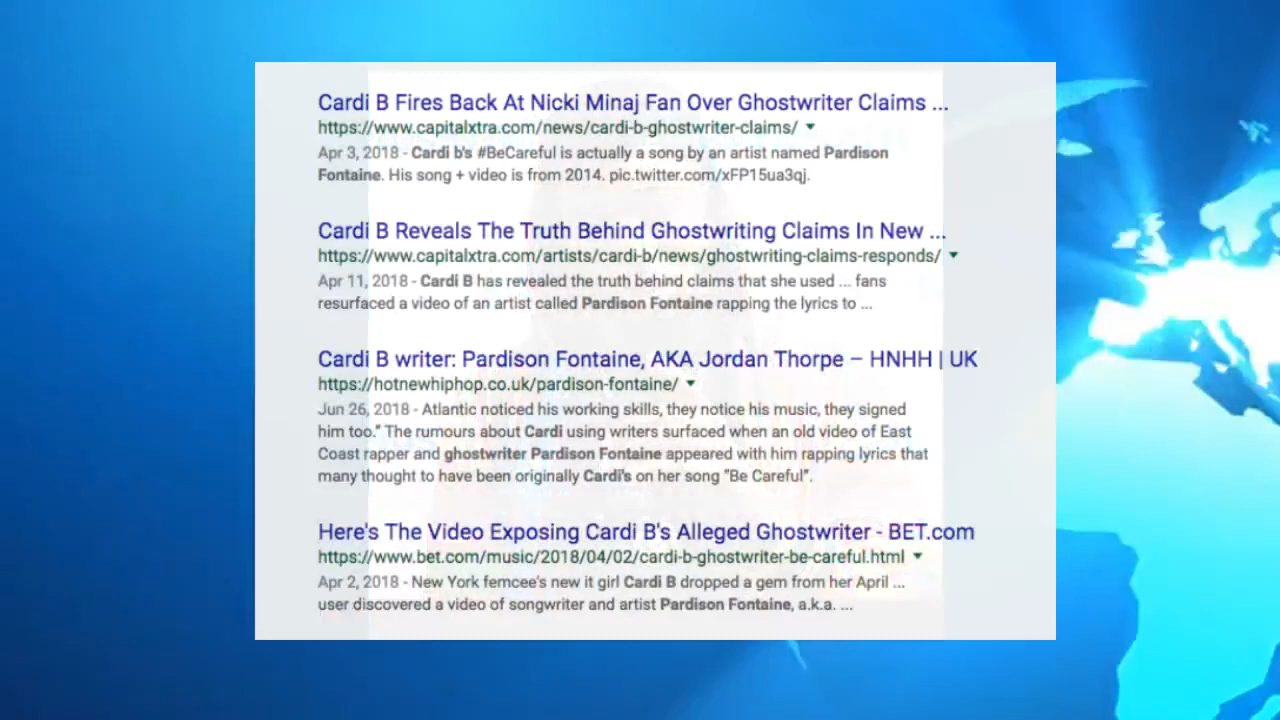 Cardi B Fires Back At Nicki Minaj Fan Over Ghostwriter Claims ...
https://www.capitalxtra.com/news/cardi-b-ghostwriter-claims/
Apr 3, 2018 - Cardi b's #BeCareful is actually a song by an artist named Pardison
Fontaine. His song + video is from 2014. pic.twitter.com/xFP15ua3qj.
Cardi B Reveals The Truth Behind Ghostwriting Claims In New ...
https://www.capitalxtra.com/artists/cardi-b/news/ghostwriting-claims-responds/
Apr 11, 2018 - Cardi B has revealed the truth behind claims that she used ... fans
resurfaced a video of an artist called Pardison Fontaine rapping the lyrics to ...
Cardi B writer: Pardison Fontaine, AKA Jordan Thorpe – HNHH | UK
https://hotnewhiphop.co.uk/pardison-fontaine/
Jun 26, 2018 - Atlantic noticed his working skills, they notice his music, they signed
him too.” The rumours about Cardi using writers surfaced when an old video of East
Coast rapper and ghostwriter Pardison Fontaine appeared with him rapping lyrics that
many thought to have been originally Cardi's on her song “Be Careful”.
Here's The Video Exposing Cardi B's Alleged Ghostwriter - BET.com
https://www.bet.com/music/2018/04/02/cardi-b-ghostwriter-be-careful.html
Apr 2, 2018 - New York femcee's new it girl Cardi B dropped a gem from her April ...
user discovered a video of songwriter and artist Pardison Fontaine, a.k.a. ...